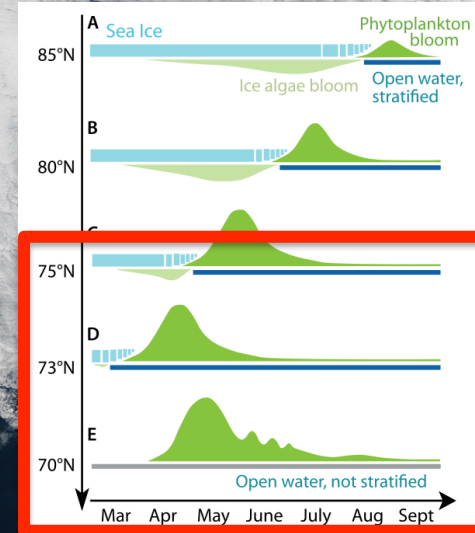 A
Sea Ice
Phytoplankton
bloom
85°N
Ice algae bloom
Open water,
stratified
B
80°N
75°N
D
73°N
E
70°N
Open water, not stratified
Mar Apr May June July Aug Sept